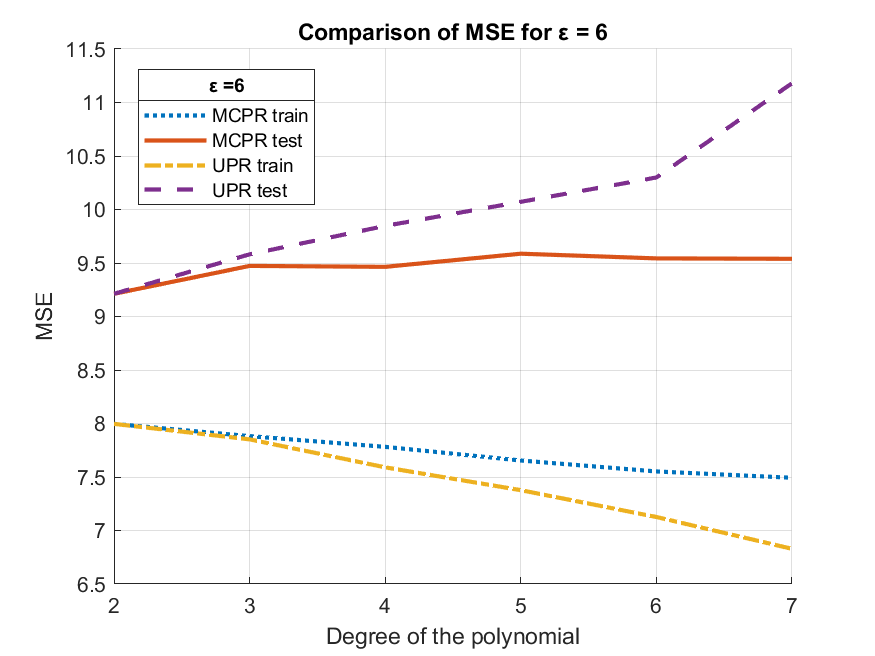 Comparison of MSE for ε = 6
11.5
11
10.5
10
9.5
9
8.5
8
7.5
7
6.5
MSE
ε =6
MCPR train
MCPR test
UPR train
UPR test
2 3 4 5 6 7
Degree of the polynomial